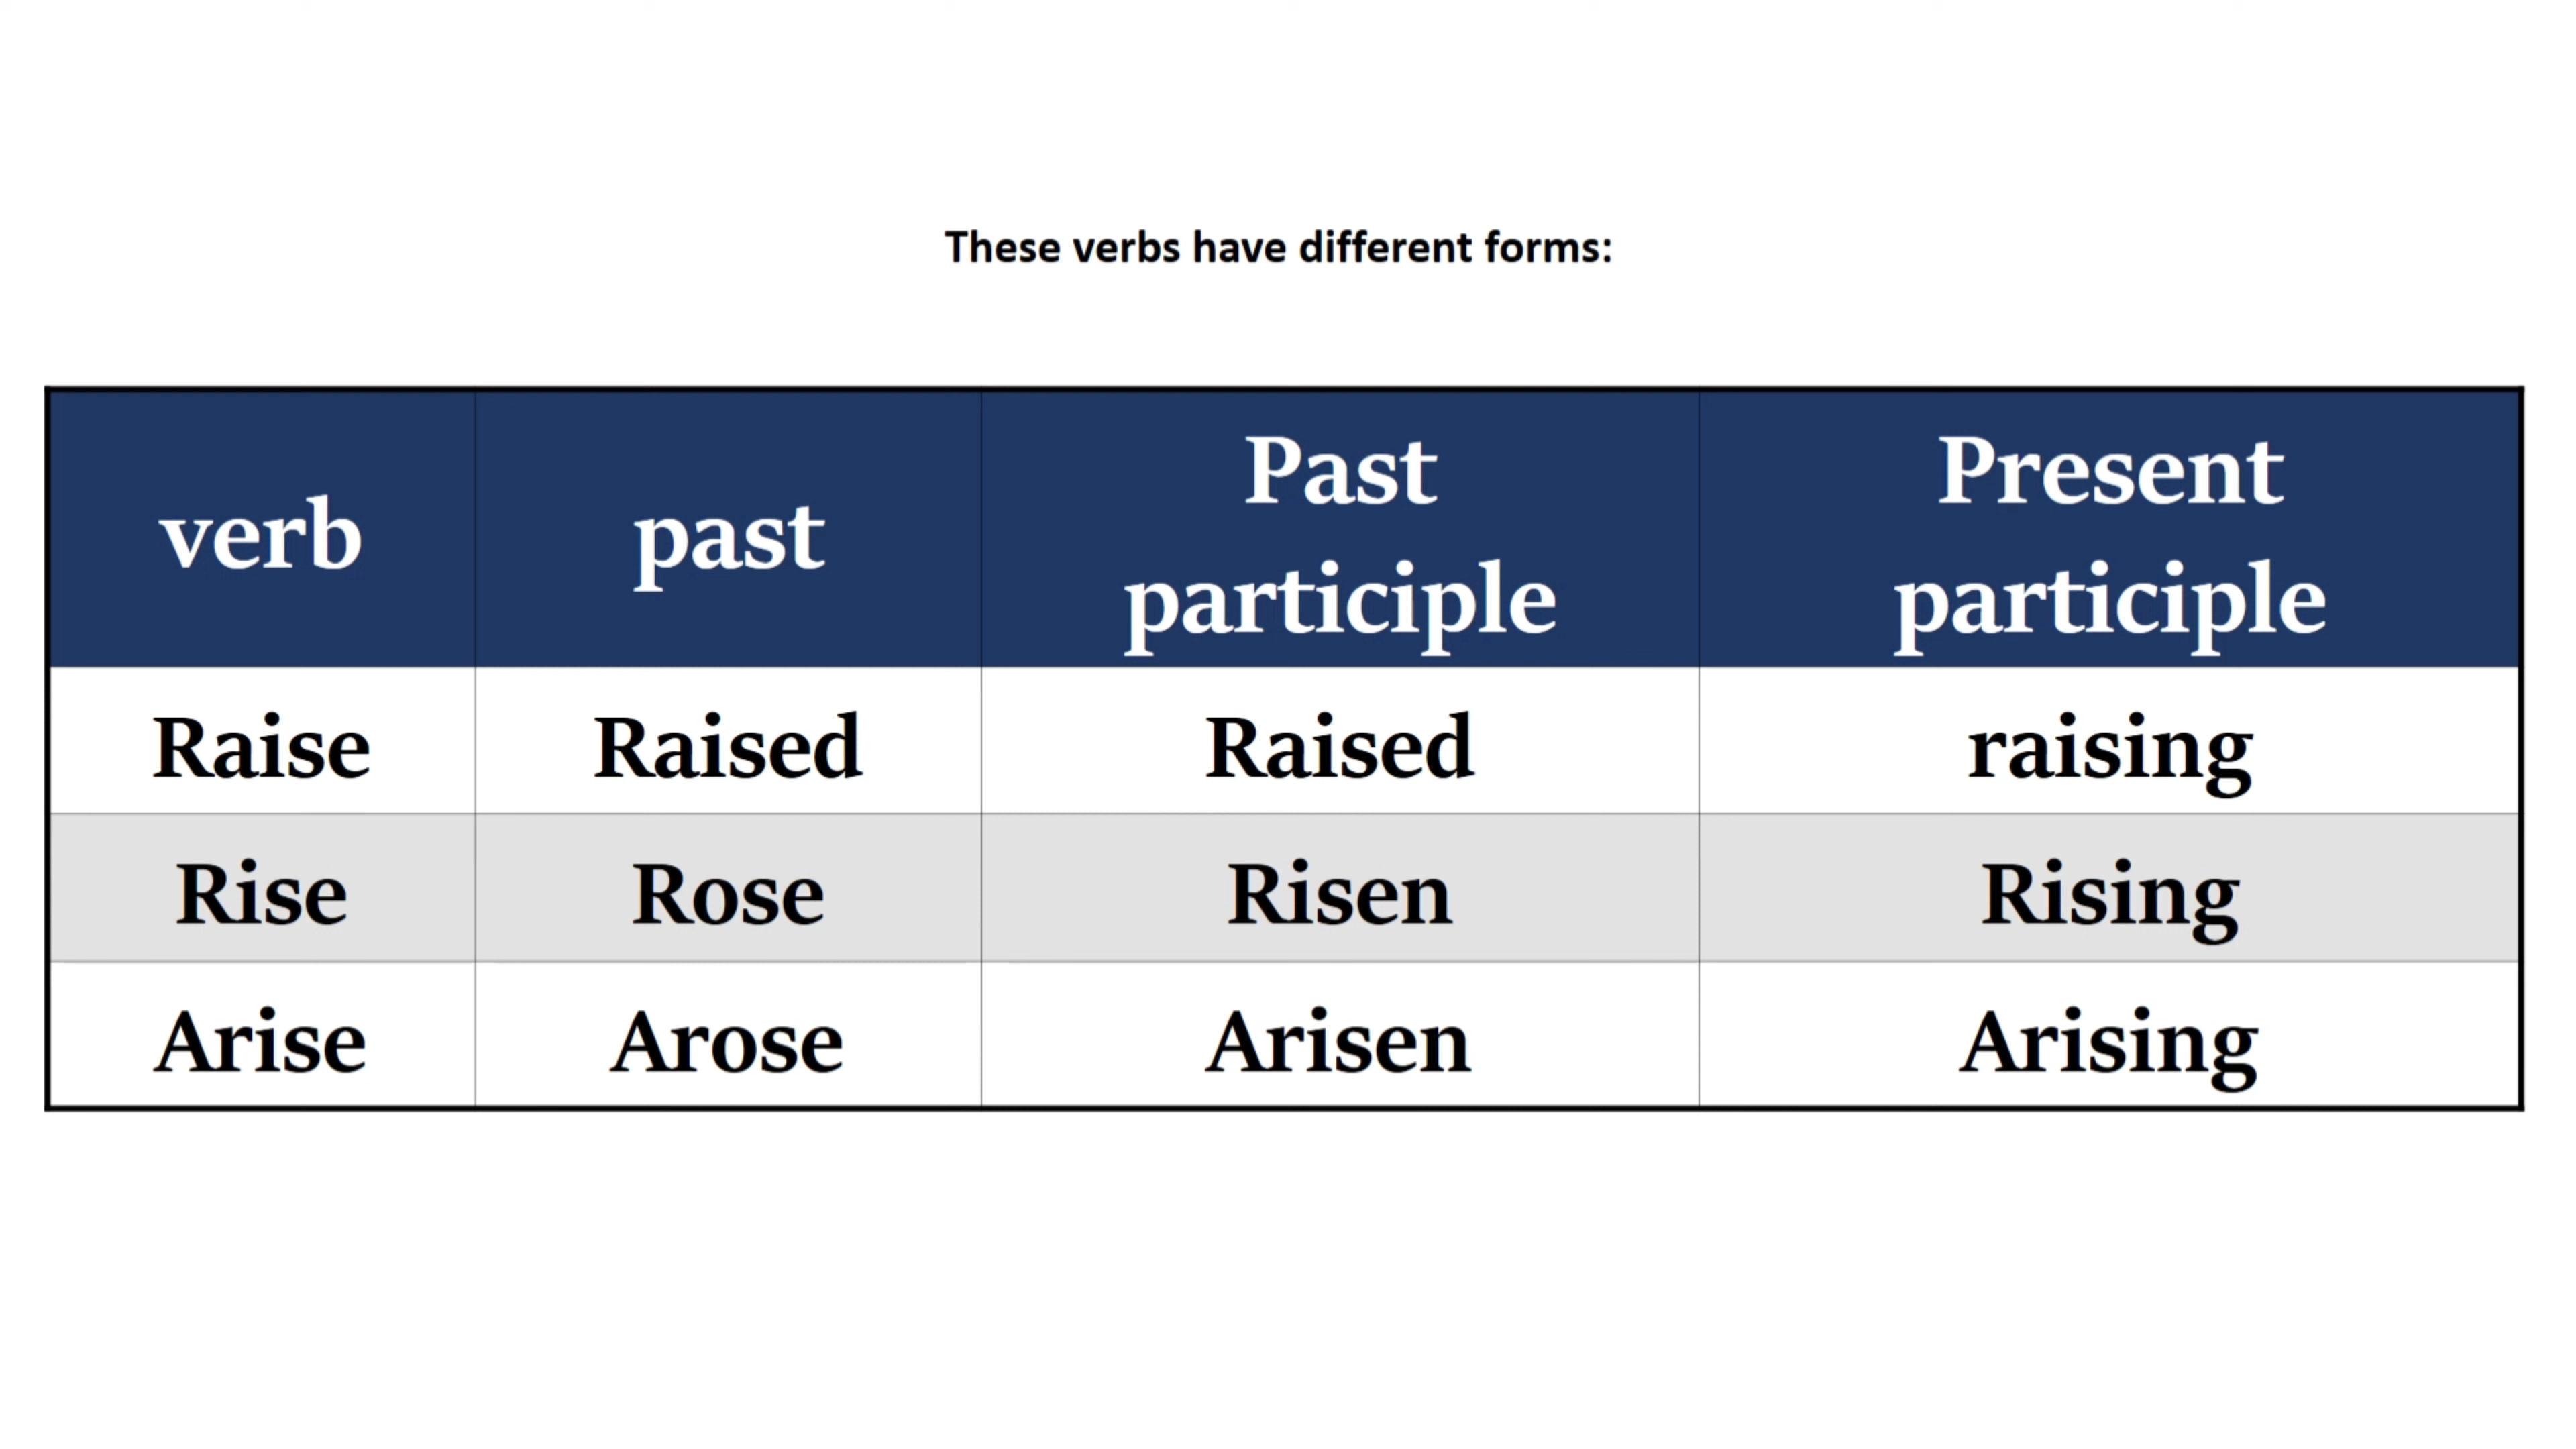 These verbs have different forms:
verb past Past participle Present participle
Raise Raised Raised raising
Rise Rose Risen Rising
Arise Arose Arisen Arising